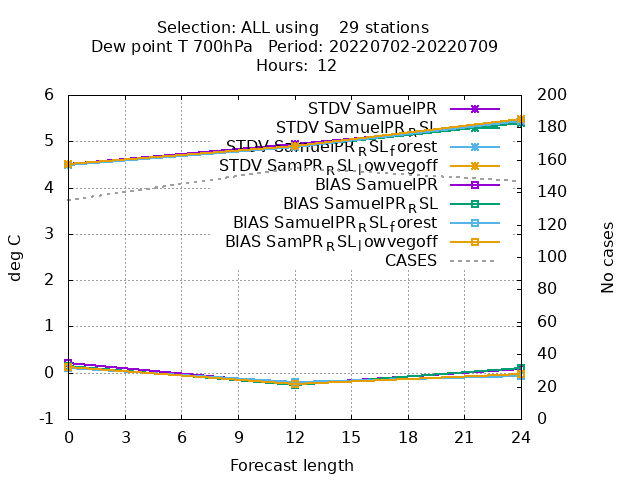 Selection: ALL using 29 stations
Dew point T 700hPa Period: 20220702-20220709
Hours: 12
6 200
STDV SamuelPR
STDV SamuelPR_RSL 180
5
STDV SamuelPR_RSL_forest
STDV SamPR_RSL_lowvegoff 160
4 BIAS SamuelPR 140
BIAS SamuelPR_RSL
3 BIAS SamuelPR_RSL_forest 120
BIAS SamPR_RSL_lowvegoff
CASES 100
deg C
No cases
2 80
1 60
40
0 20
-1 0
0 3 6 9 12 15 18 21 24
Forecast length